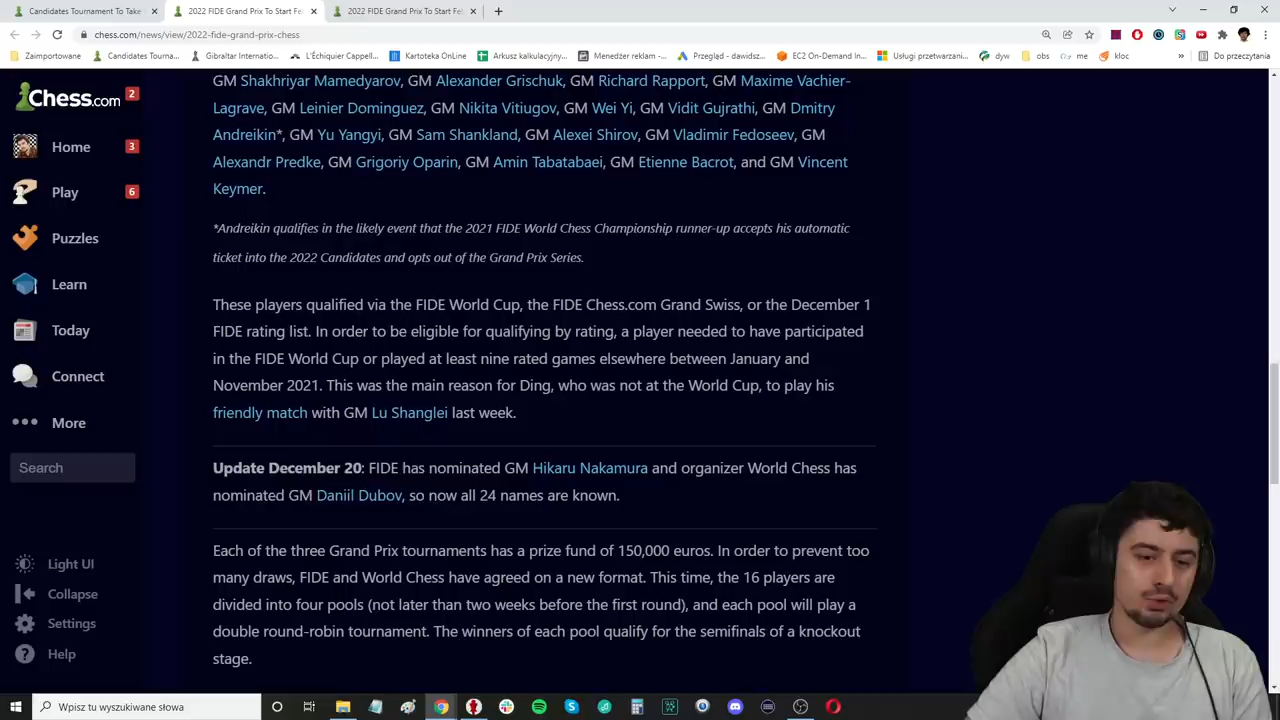 Candidates Tournament To Take
2022 FIDE Grand Prix To Start Fe
2022 FIDE Grand Prix To Start Fe
chess.com/news/view/2022-fide-grand-prix-chess
Zaimportowane
Candidates Tourna...
Gibraltar Internatio...
L'Échiquier Cappell...
Kartoteka OnLine
Arkusz kalkulacyjny...
Menedżer reklam -...
Przegląd – dawidsz...
EC2 On-Demand In...
Usługi przetwarzani...
dyw
obs
me
kloc
»
Do przeczytania
Chess.com
2
Home
3
Play
6
Puzzles
Learn
Today
Connect
More
Search
Light UI
Collapse
Settings
Help
GM Shakhriyar Mamedyarov, GM Alexander Grischuk, GM Richard Rapport, GM Maxime Vachier-
Lagrave, GM Leinier Dominguez, GM Nikita Vitiugov, GM Wei Yi, GM Vidit Gujrathi, GM Dmitry
Andreikin*, GM Yu Yangyi, GM Sam Shankland, GM Alexei Shirov, GM Vladimir Fedoseev, GM
Alexandr Predke, GM Grigoriy Oparin, GM Amin Tabatabaei, GM Etienne Bacrot, and GM Vincent
Keymer.
*Andreikin qualifies in the likely event that the 2021 FIDE World Chess Championship runner-up accepts his automatic
ticket into the 2022 Candidates and opts out of the Grand Prix Series.
These players qualified via the FIDE World Cup, the FIDE Chess.com Grand Swiss, or the December 1
FIDE rating list. In order to be eligible for qualifying by rating, a player needed to have participated
in the FIDE World Cup or played at least nine rated games elsewhere between January and
November 2021. This was the main reason for Ding, who was not at the World Cup, to play his
friendly match with GM Lu Shanglei last week.
Update December 20: FIDE has nominated GM Hikaru Nakamura and organizer World Chess has
nominated GM Daniil Dubov, so now all 24 names are known.
Each of the three Grand Prix tournaments has a prize fund of 150,000 euros. In order to prevent too
many draws, FIDE and World Chess have agreed on a new format. This time, the 16 players are
divided into four pools (not later than two weeks before the first round), and each pool will play a
double round-robin tournament. The winners of each pool qualify for the semifinals of a knockout
stage.
Wpisz tu wyszukiwane słowa